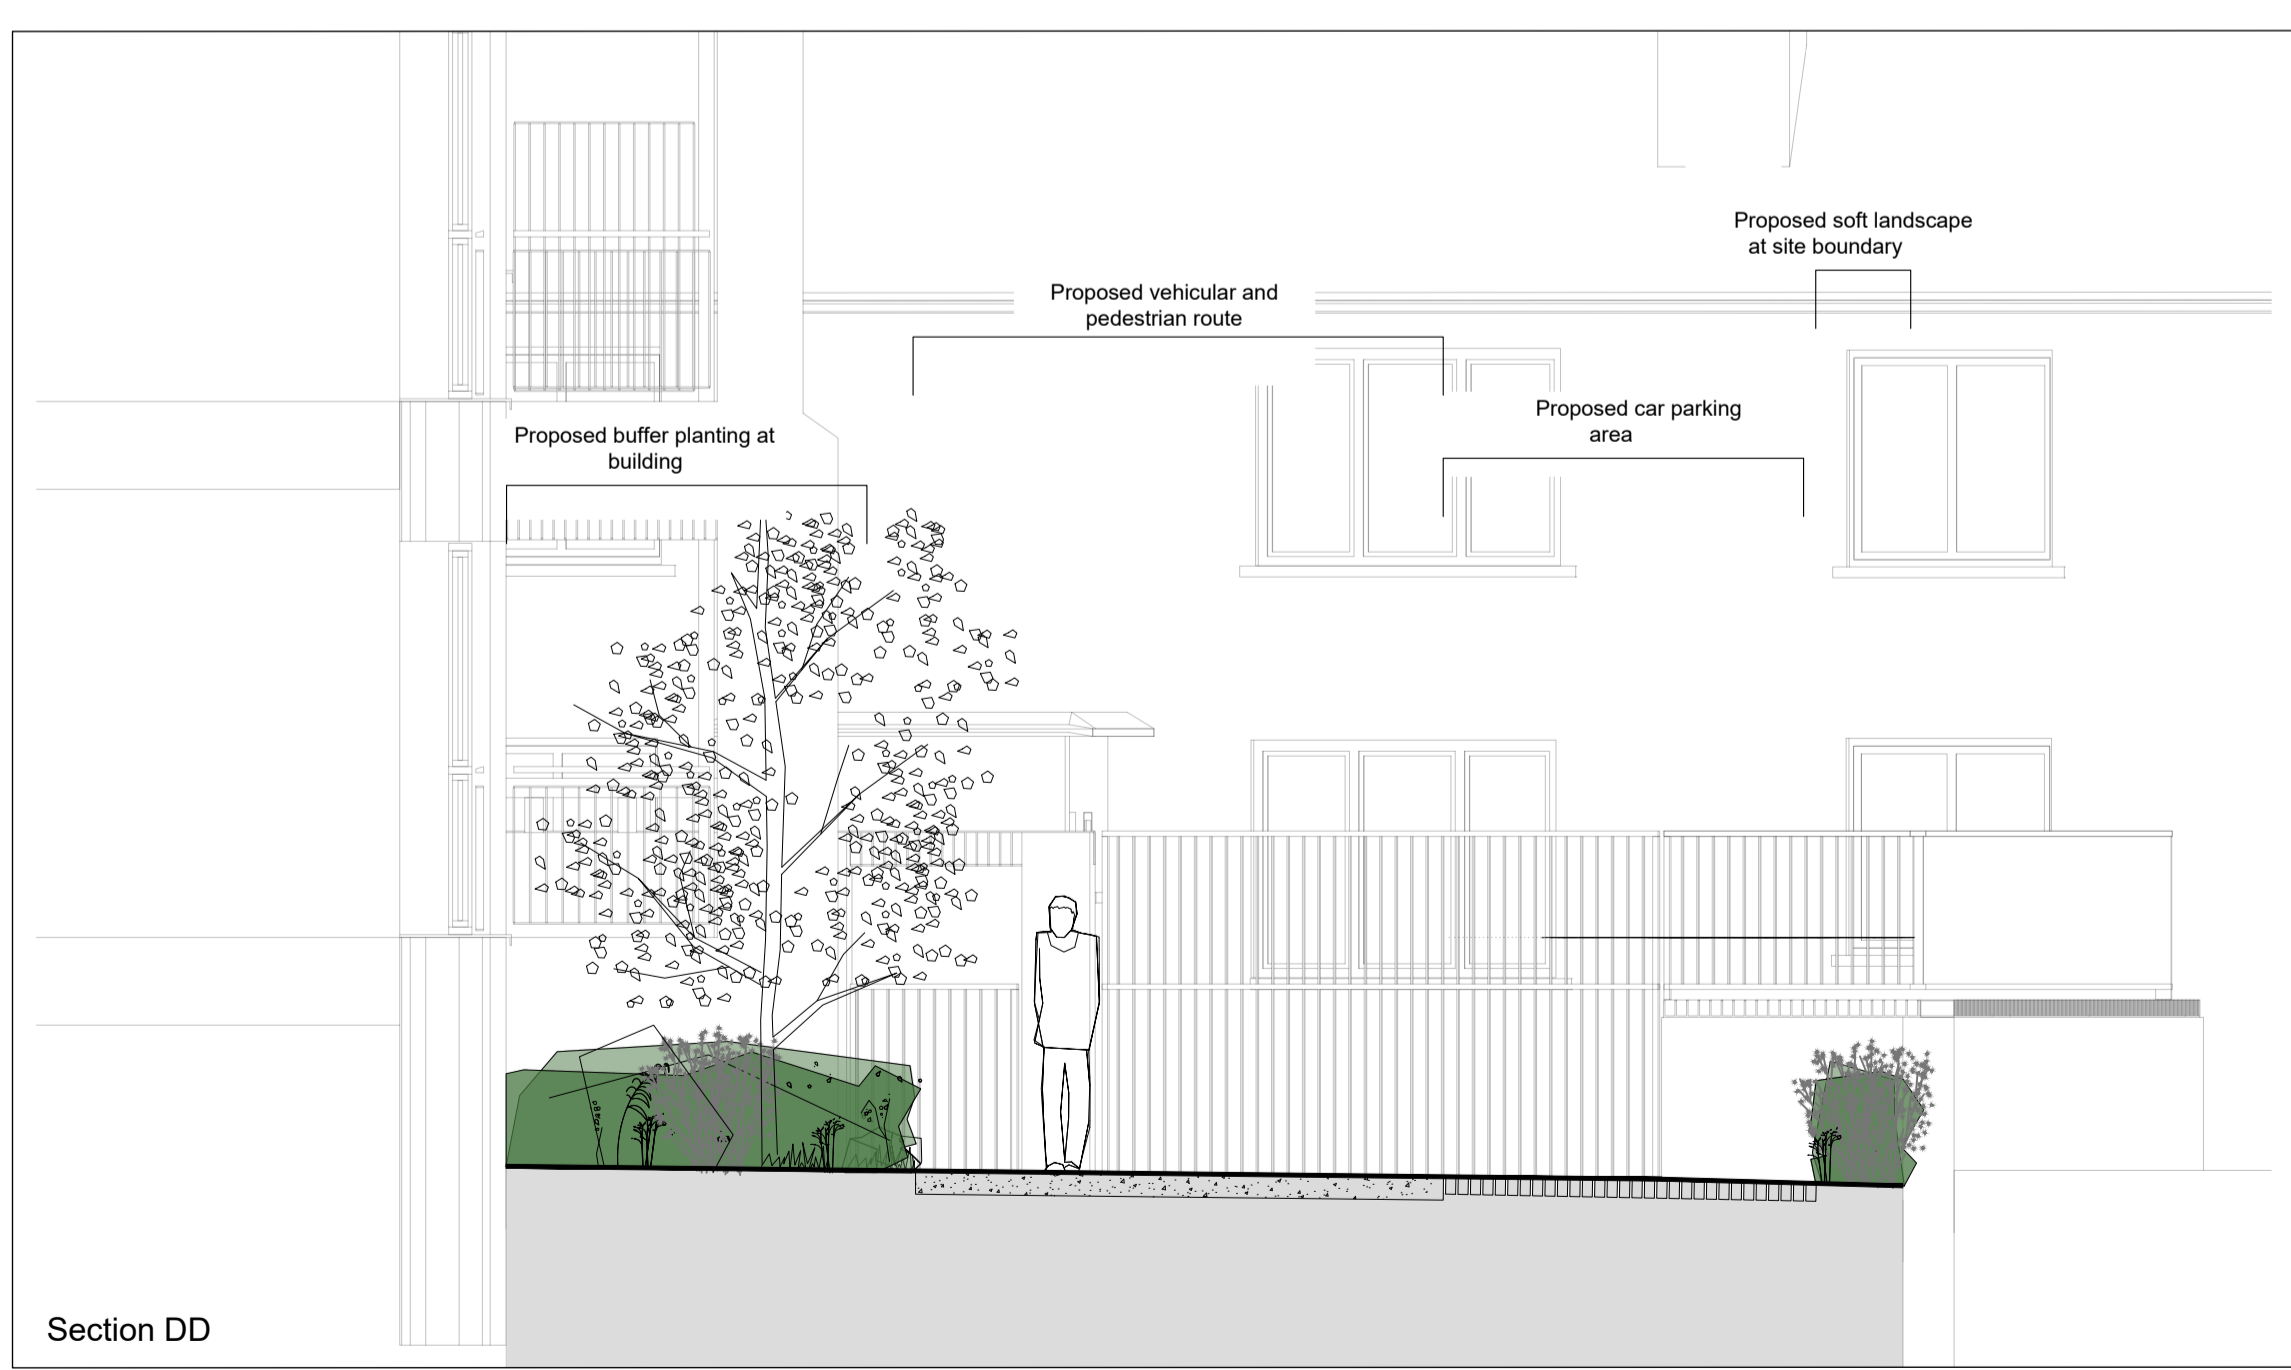 Proposed soft landscape
at site boundary
Proposed vehicular and
pedestrian route
Proposed car parking
area
Proposed buffer planting at
building
Section DD